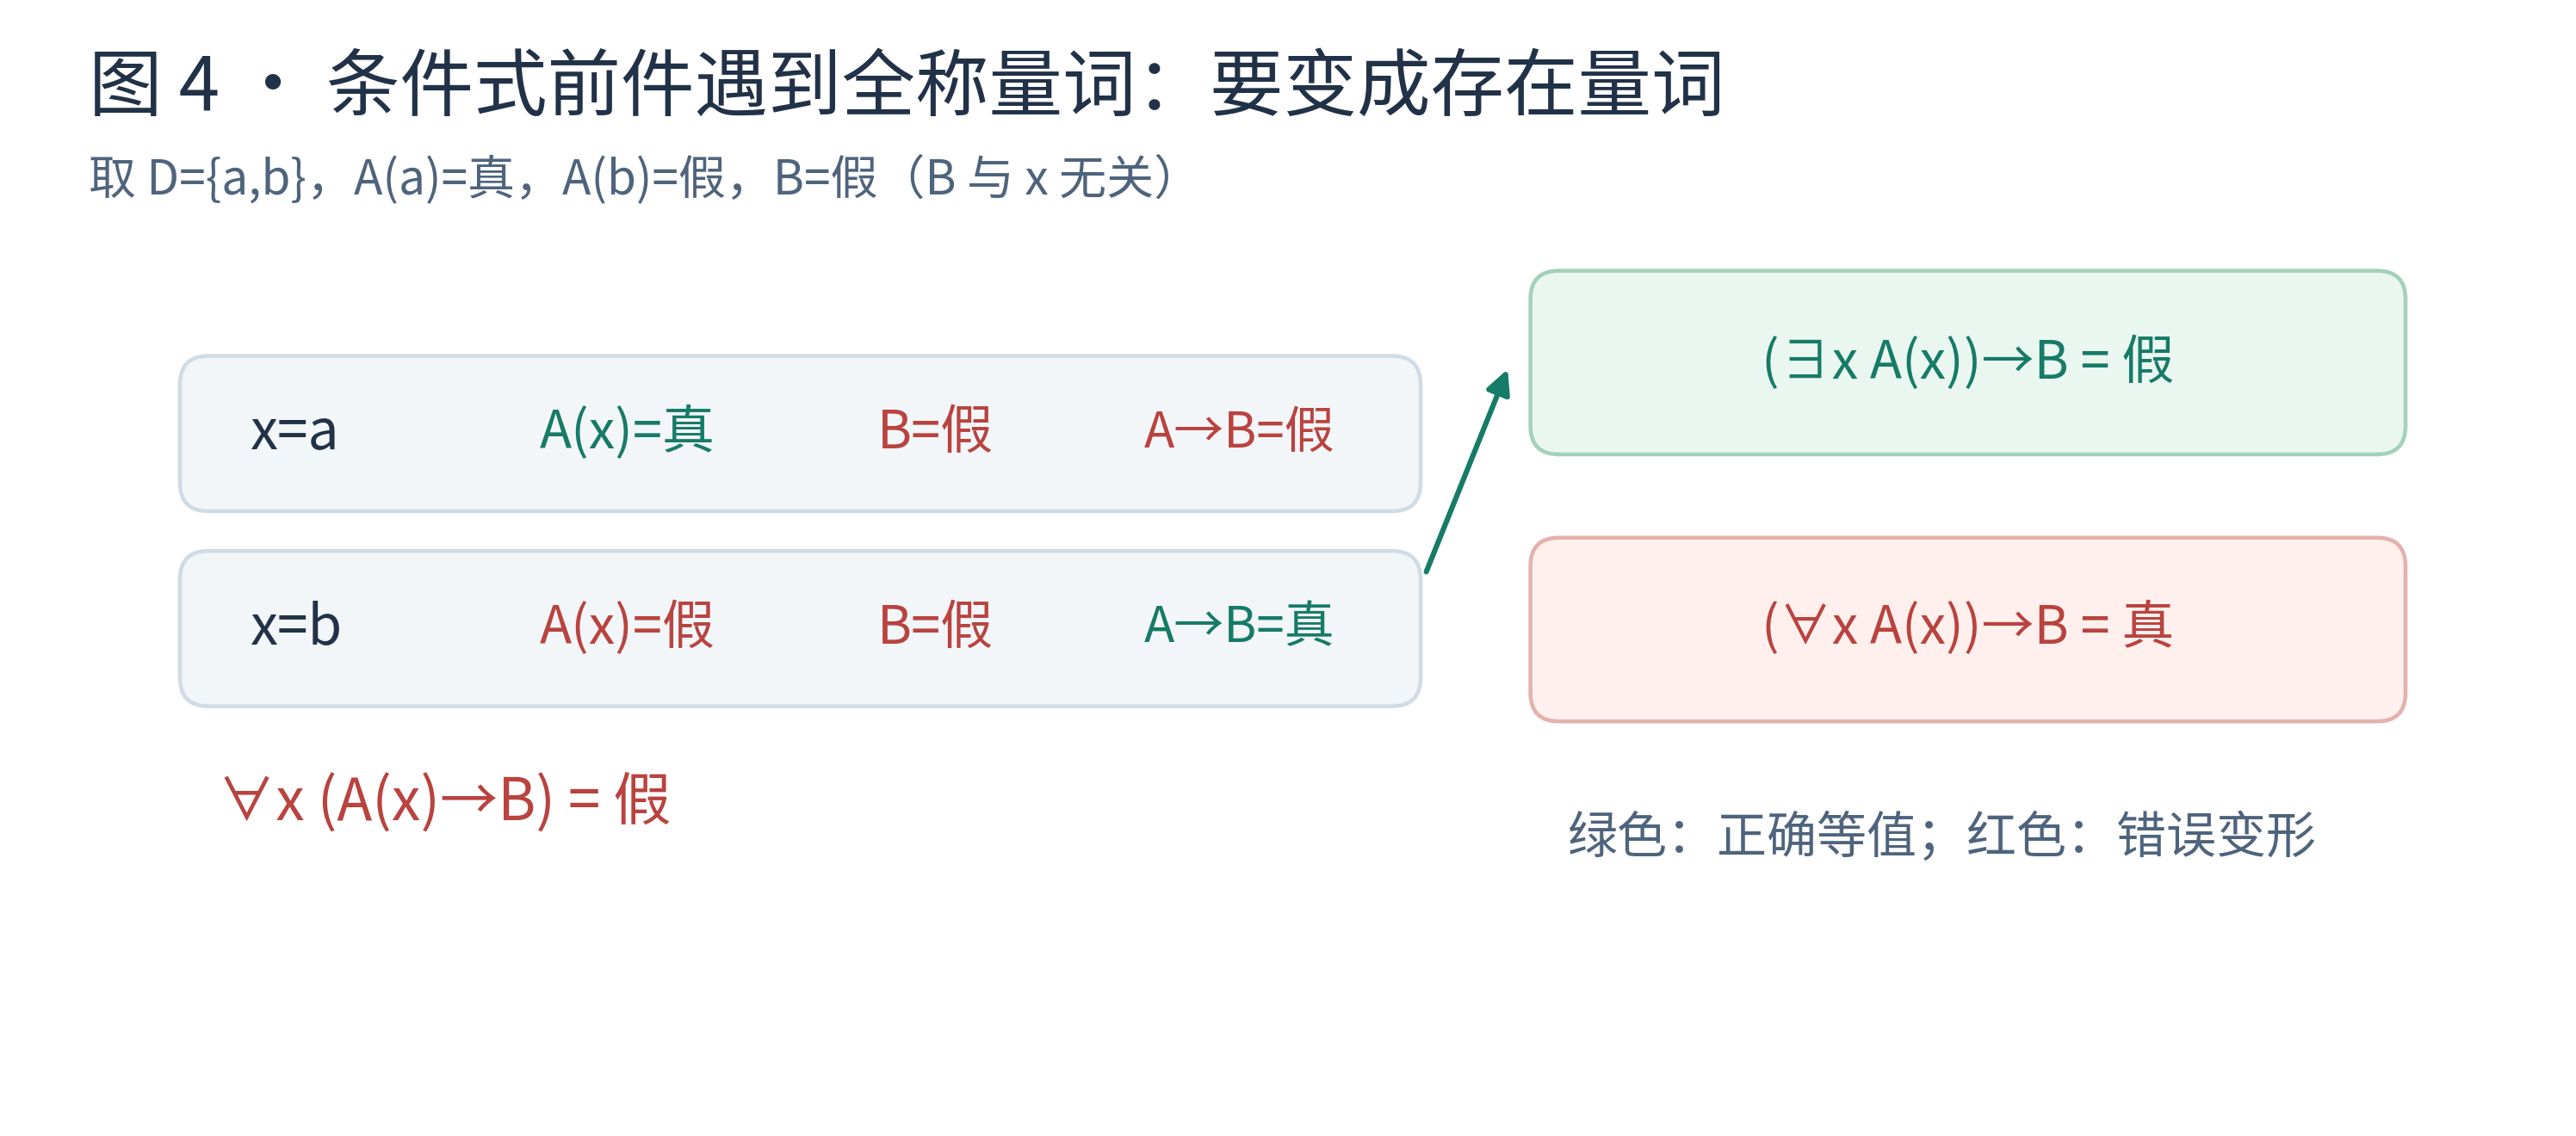 图 4 · 条件式前件遇到全称量词：要变成存在量词
取 D={a,b}，A(a)=真，A(b)=假，B=假（B 与 x 无关）
x=a A(x)=真 B=假 A→B=假
x=b A(x)=假 B=假 A→B=真
∀x (A(x)→B) = 假
(∃x A(x))→B = 假
(∀x A(x))→B = 真
绿色：正确等值；红色：错误变形